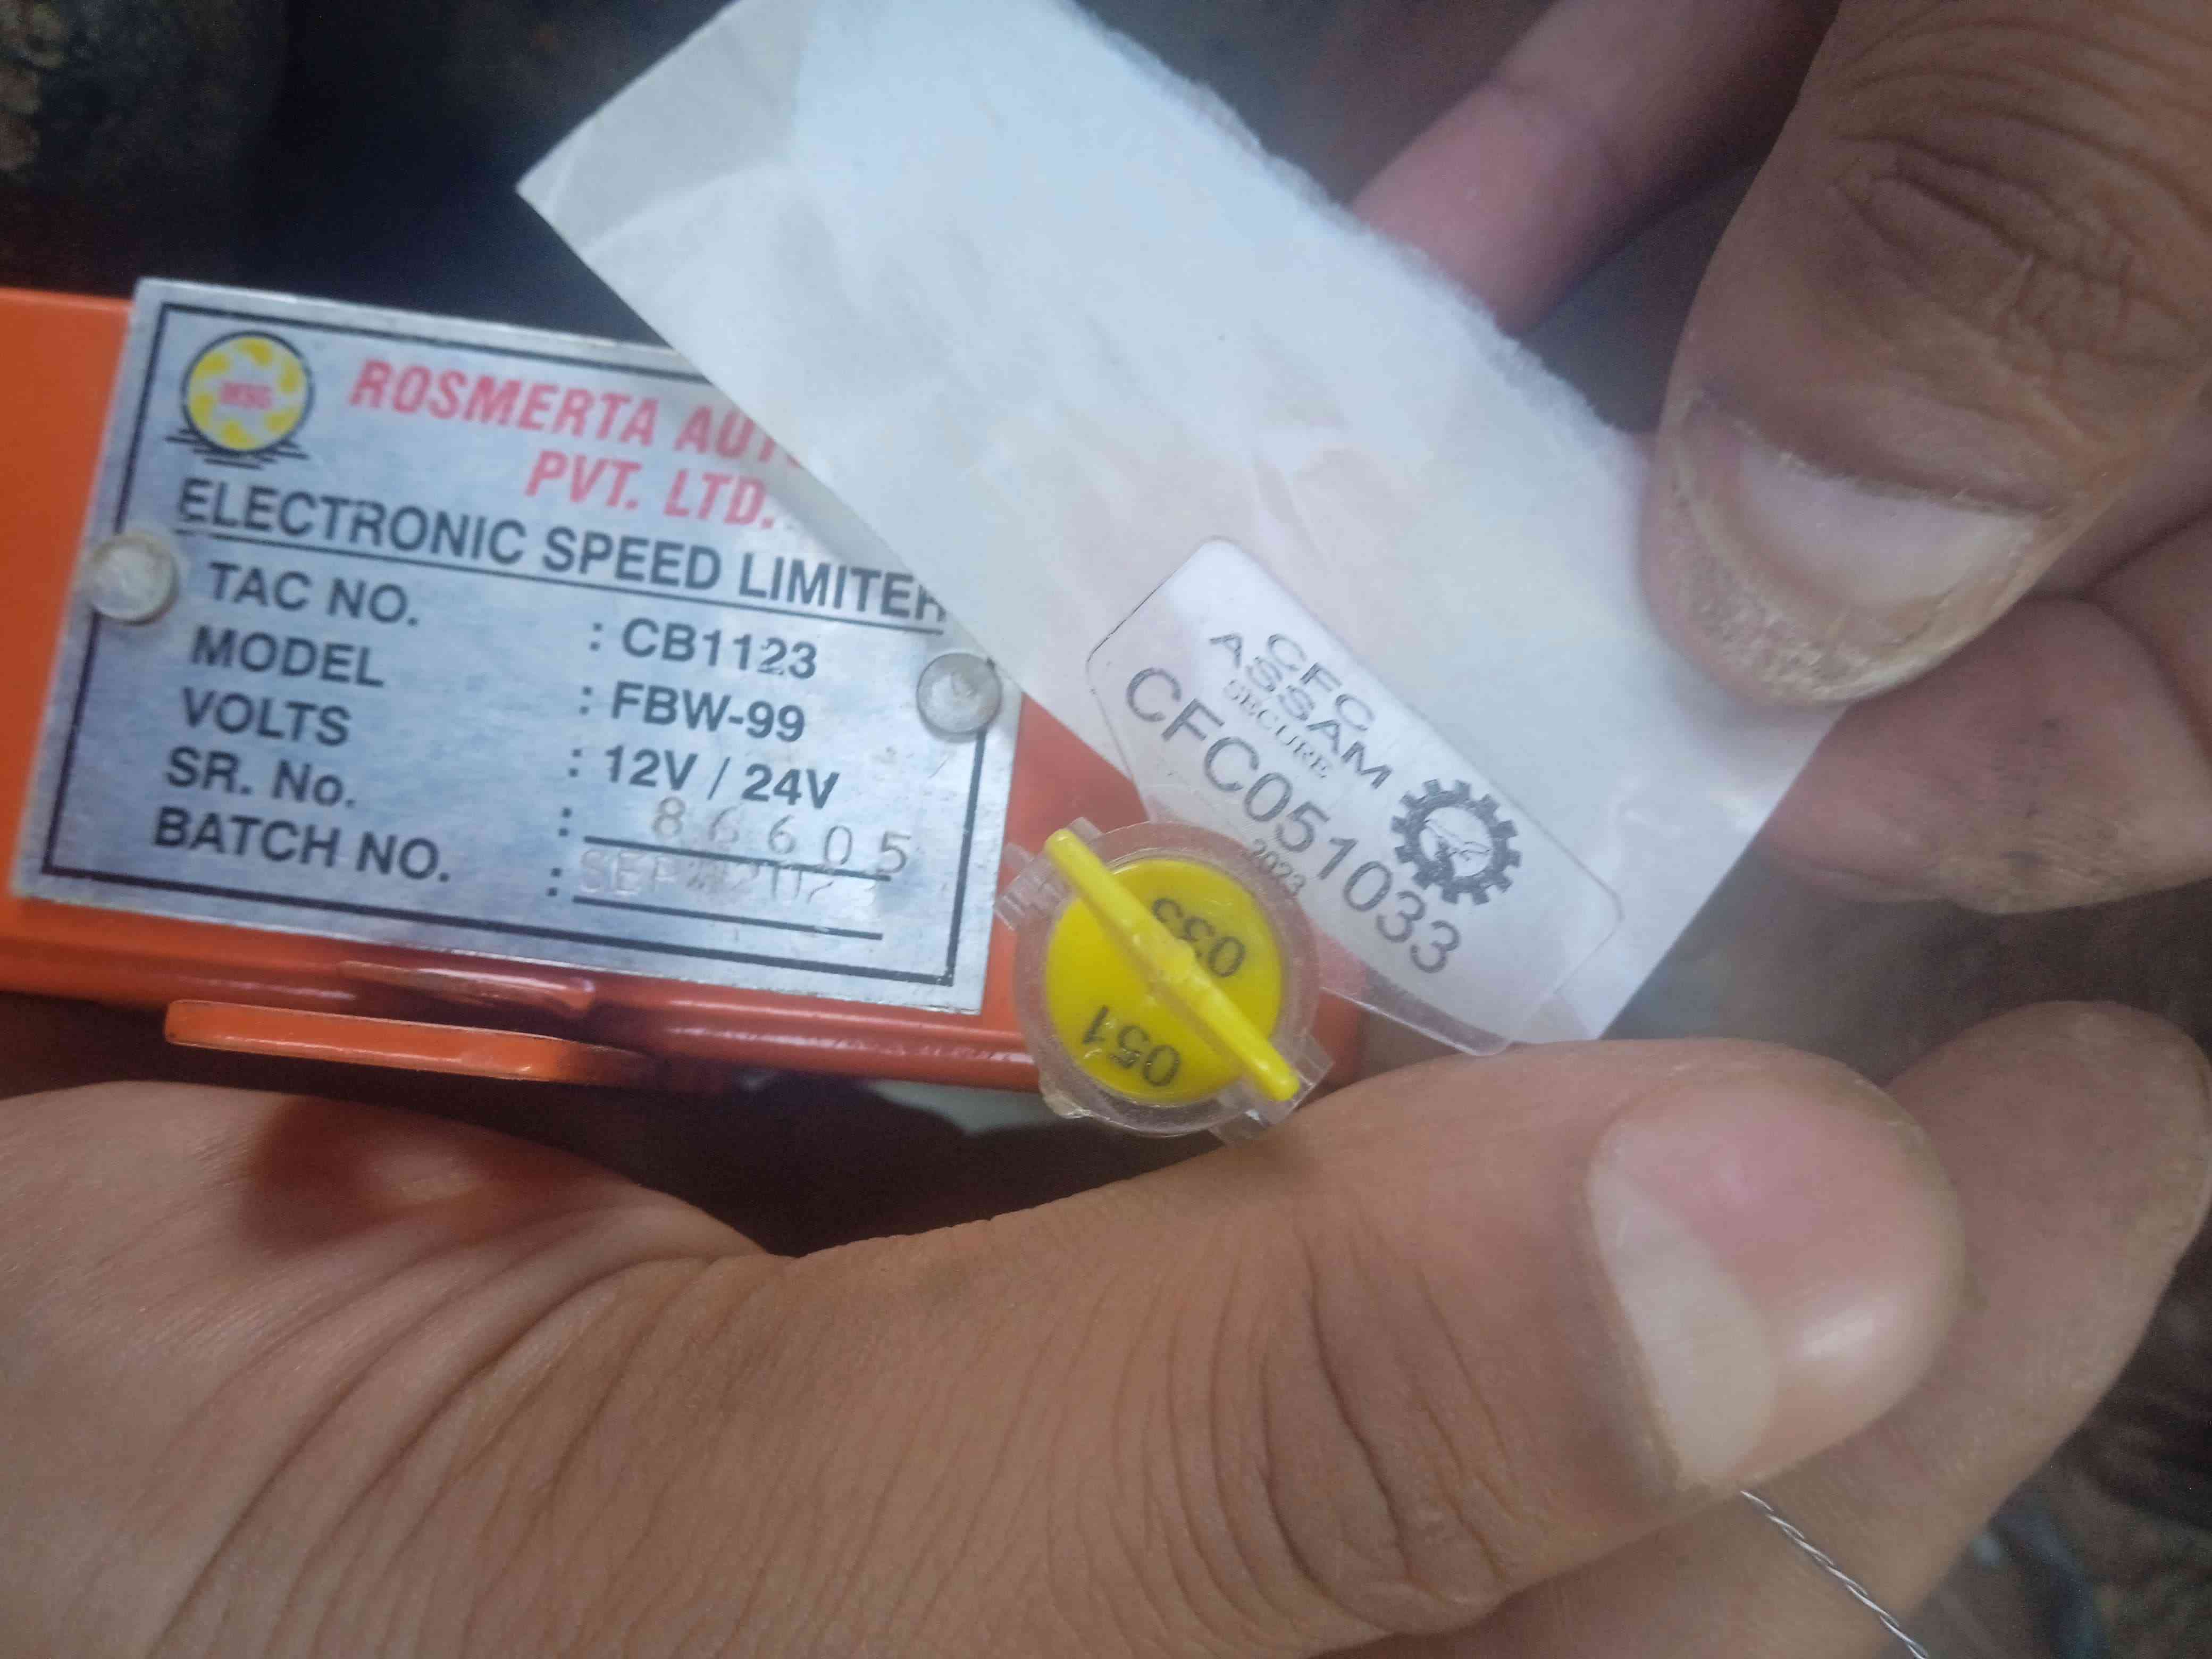 ROSMERTA AUT
PVT. LTD.
ELECTRONIC SPEED LIMITER
TAC NO. : CB1123
MODEL : FBW-99
VOLTS : 12V / 24V
SR. No. : 86605
BATCH NO. :
CFC
ASSAM
SECURE
CFC051033
2023
033
051